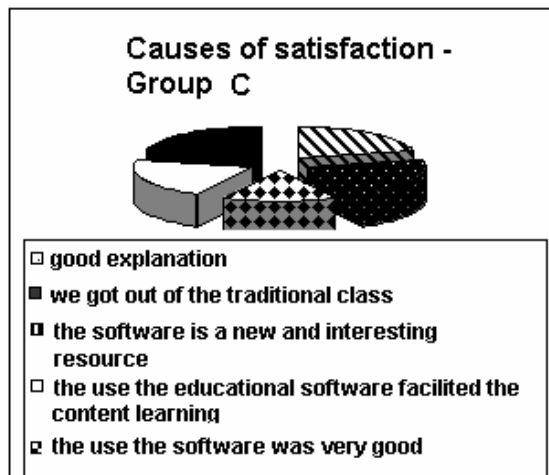 Causes of satisfaction -
Group C
good explanation
we got out of the traditional class
the software is a new and interesting
resource
the use the educational software facilited the
content learning
the use the software was very good